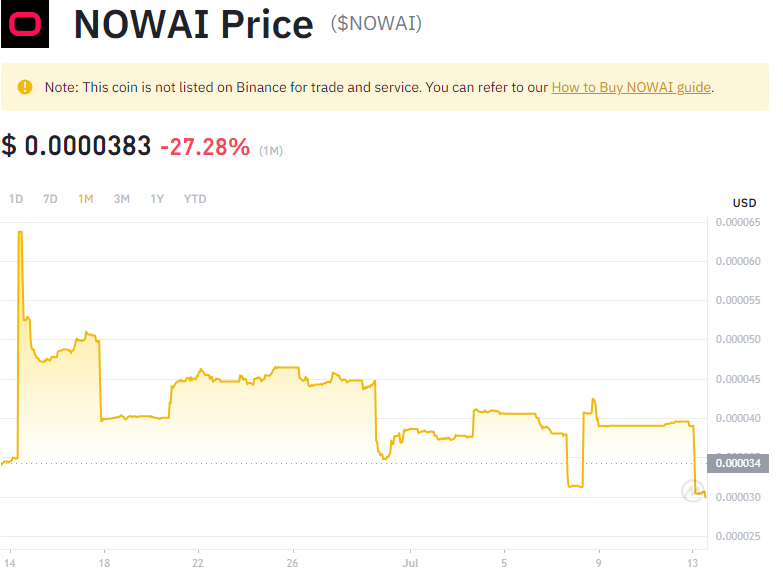 NOWAI Price ($NOWAI)
Note: This coin is not listed on Binance for trade and service. You can refer to our How to Buy NOWAI guide.
$ 0.0000383 -27.28% (1M)
1D 7D 1M 3M 1Y YTD
USD
0.000065
0.000060
0.000055
0.000050
0.000045
0.000040
0.000034
0.000030
0.000025
14 18 22 26 Jul 5 9 13